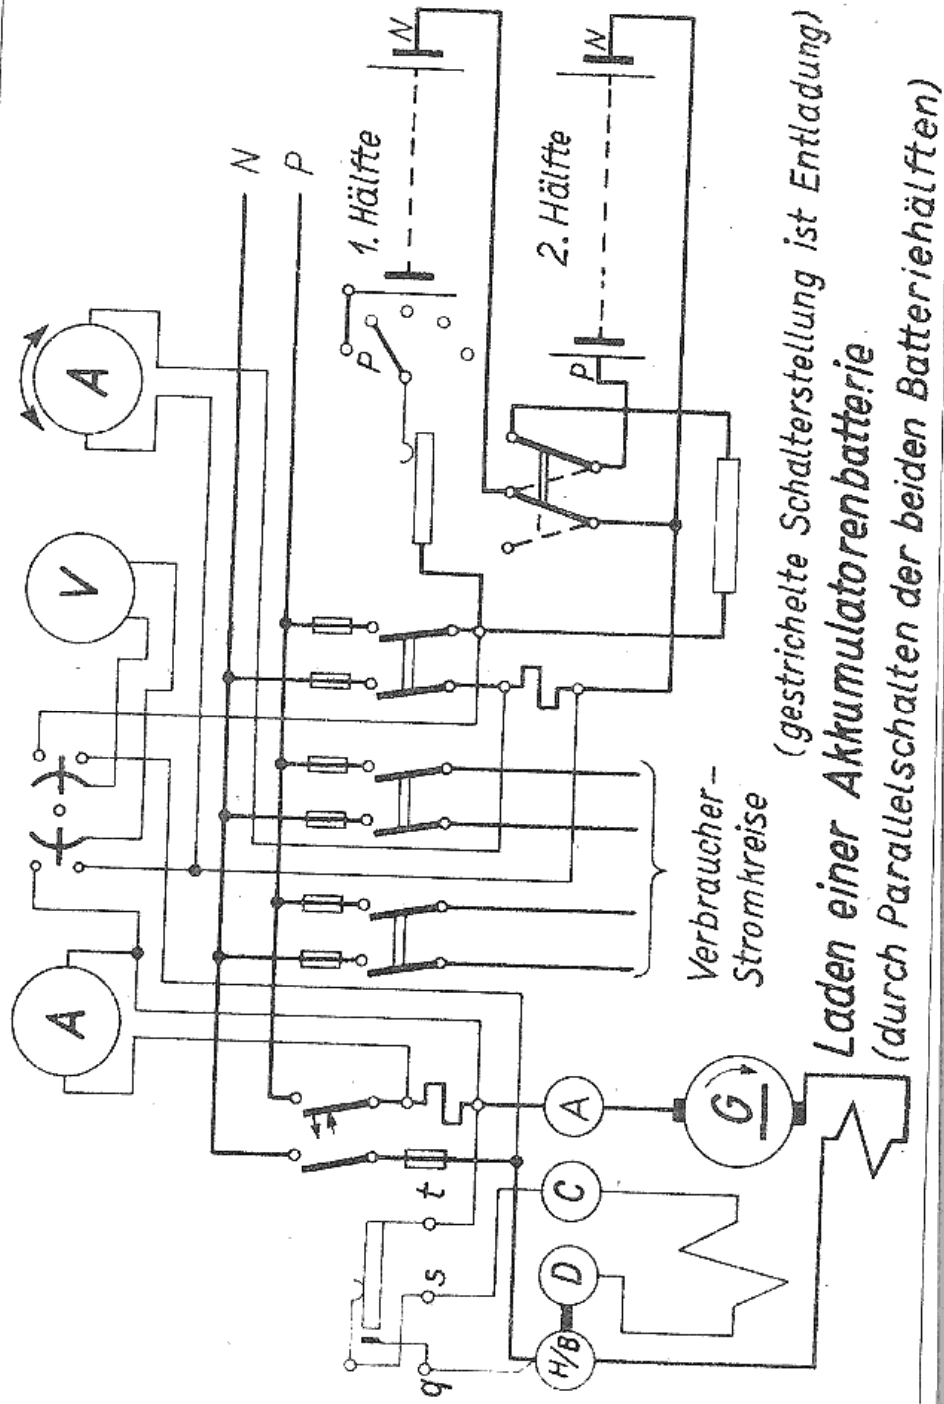 A
V
A
N
P
1. Hälfte
P
N
q
s
t
2. Hälfte
H/B
D
C
A
P
N
Verbraucher-
Stromkreise
G
(gestrichelte Schalterstellung ist Entladung)
Laden einer Akkumulatorenbatterie
(durch Parallelschalten der beiden Batteriehälften)